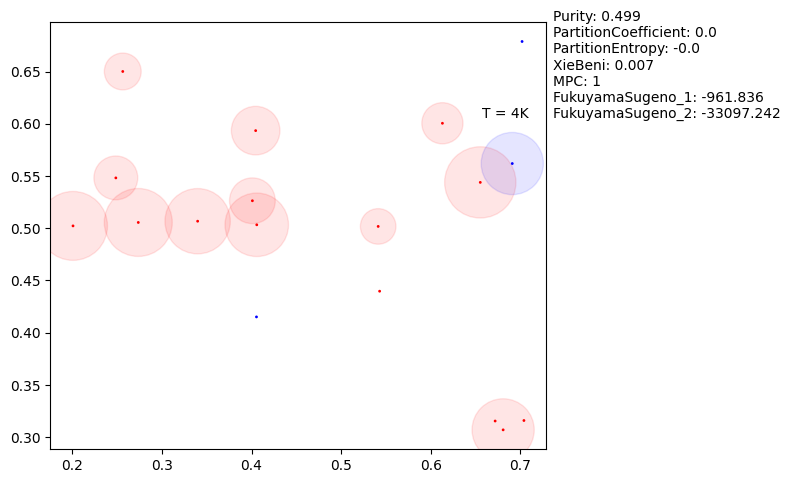 Purity: 0.499
PartitionCoefficient: 0.0
PartitionEntropy: -0.0
XieBeni: 0.007
MPC: 1
FukuyamaSugeno_1: -961.836
FukuyamaSugeno_2: -33097.242
T = 4K
0.65
0.60
0.55
0.50
0.45
0.40
0.35
0.30
0.2 0.3 0.4 0.5 0.6 0.7